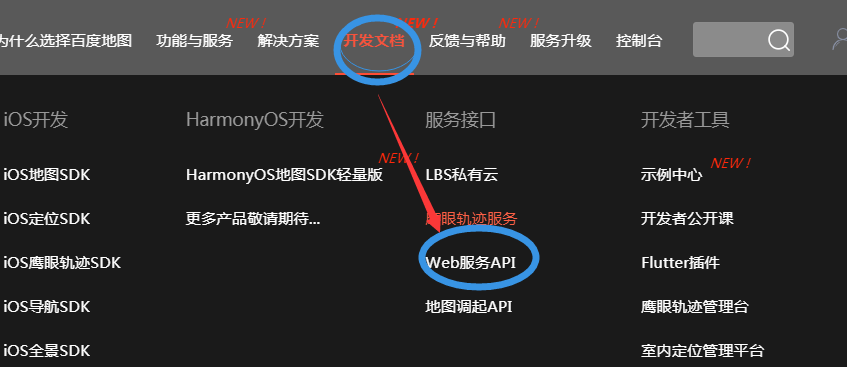 NEW !
NEW !
NEW !
为什么选择百度地图 功能与服务 解决方案 开发文档 反馈与帮助 服务升级 控制台
iOS开发 HarmonyOS开发 服务接口 开发者工具
NEW !
NEW !
iOS地图SDK HarmonyOS地图SDK轻量版 LBS私有云 示例中心
iOS定位SDK 更多产品敬请期待... 鹰眼轨迹服务 开发者公开课
iOS鹰眼轨迹SDK Web服务API Flutter插件
iOS导航SDK 地图调起API 鹰眼轨迹管理台
iOS全景SDK 室内定位管理平台